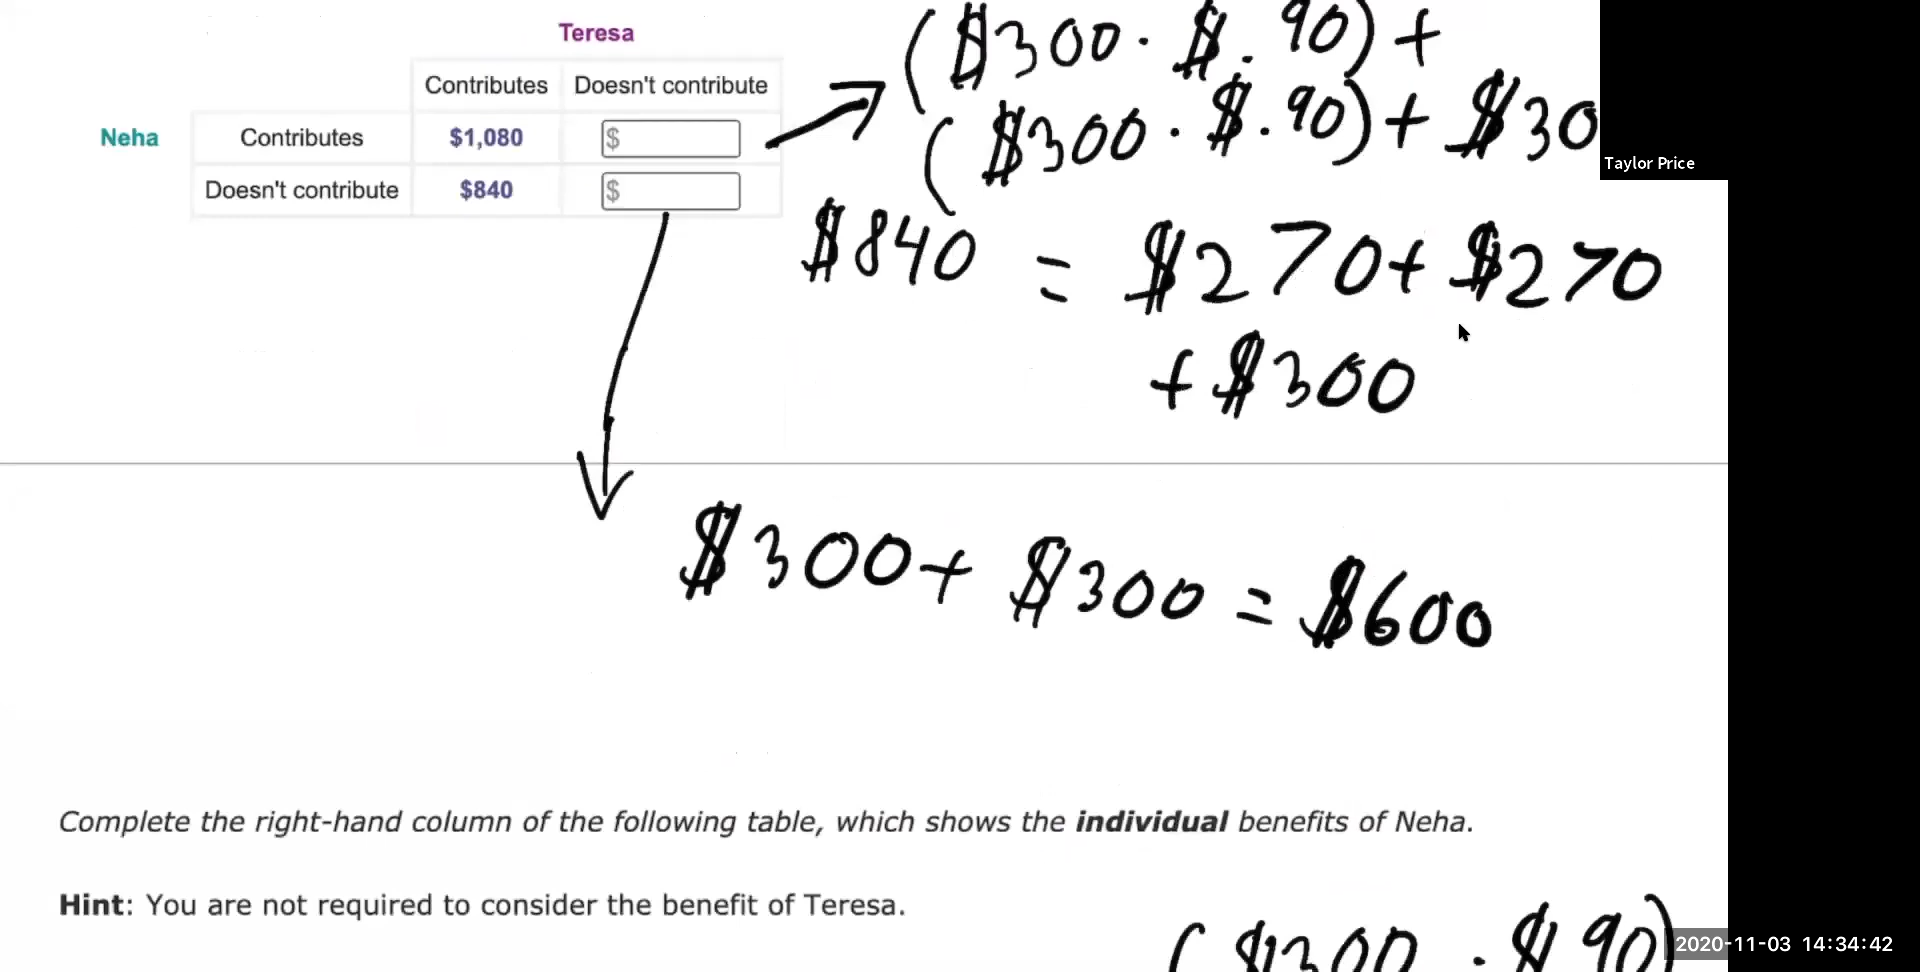 Teresa
Contributes Doesn't contribute
Neha Contributes $1,080 $
Doesn't contribute $840 $
($300 · $.90) +
($300 · $.90) + $30
Taylor Price
$840 = $270 + $270
+ $300
$300 + $300 = $600
Complete the right-hand column of the following table, which shows the individual benefits of Neha.
Hint: You are not required to consider the benefit of Teresa.
($300 · $.90)
2020-11-03 14:34:42